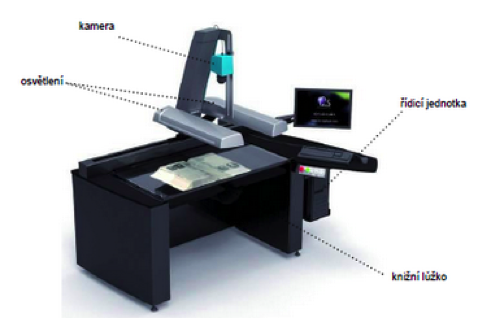 kamera
osvětlení
řídicí jednotka
knižní lůžko